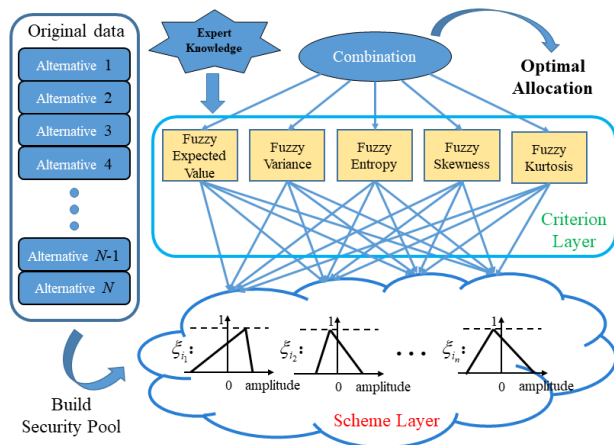 Original data
Alternative 1
Alternative 2
Alternative 3
Alternative 4
Alternative N-1
Alternative N
Build
Security Pool
Expert
Knowledge
Combination
Optimal
Allocation
Fuzzy
Expected
Value
Fuzzy
Variance
Fuzzy
Entropy
Fuzzy
Skewness
Fuzzy
Kurtosis
Criterion
Layer
ξi₁:
1
0
amplitude
ξi₂:
1
0
amplitude
ξiₙ:
1
0
amplitude
Scheme Layer